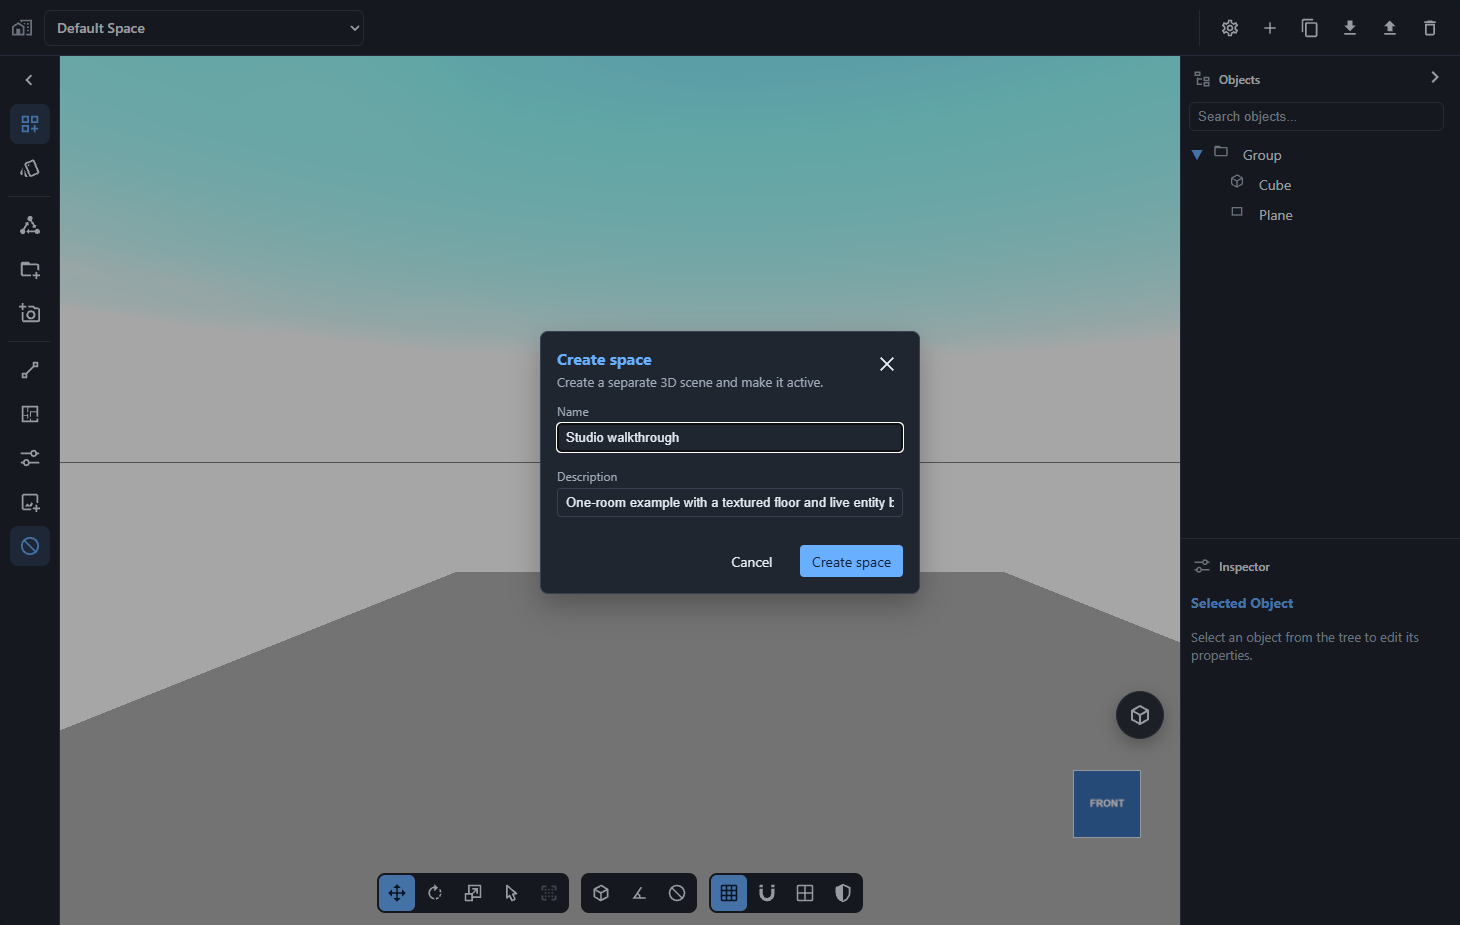 Default Space
Objects
Search objects...
Group
Cube
Plane
Create space
Create a separate 3D scene and make it active.
Name
Studio walkthrough
Description
One-room example with a textured floor and live entity
Cancel
Create space
Inspector
Selected Object
Select an object from the tree to edit its
properties.
FRONT